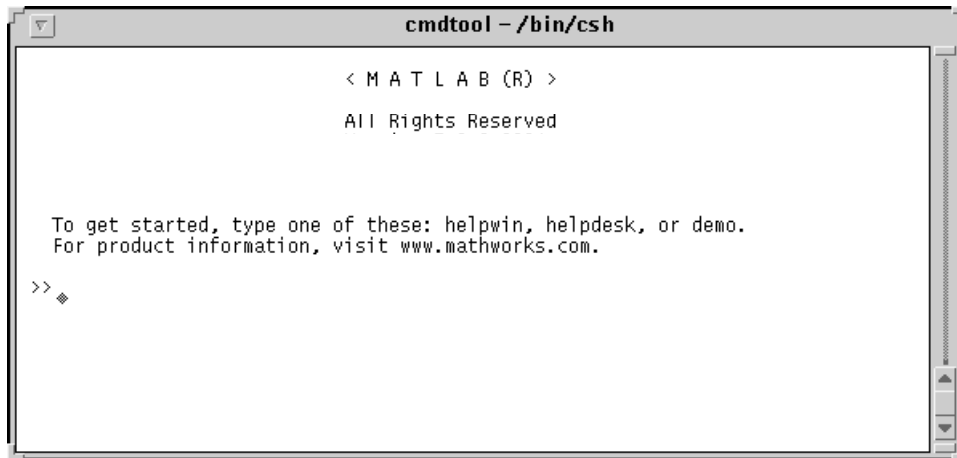 cmdtool – /bin/csh
< M A T L A B (R) >
All Rights Reserved
To get started, type one of these: helpwin, helpdesk, or demo.
For product information, visit www.mathworks.com.
>>